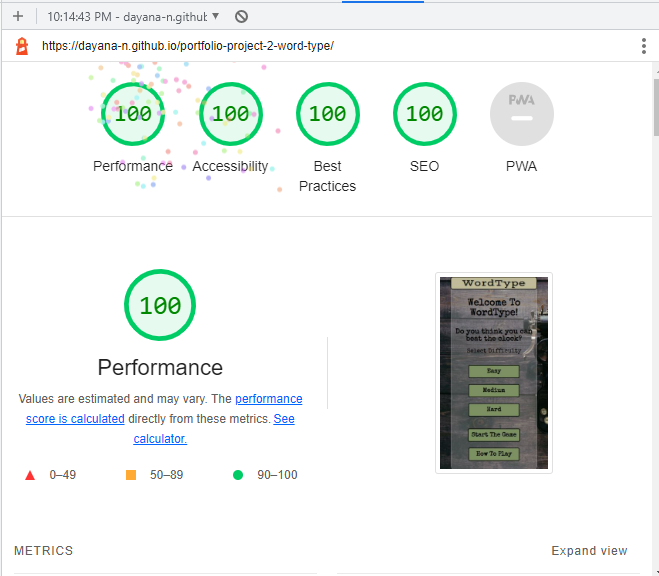 10:14:43 PM - dayana-n.github
https://dayana-n.github.io/portfolio-project-2-word-type/
100 100 100 100 PWA
Performance Accessibility Best Practices SEO PWA
100
Performance
Values are estimated and may vary. The performance
score is calculated directly from these metrics. See
calculator.
0–49 50–89 90–100
WordType
Welcome To
WordType!
Do you think you can
beat the clock?
Select Difficulty
Easy
Medium
Hard
Start The Game
How To Play
METRICS Expand view